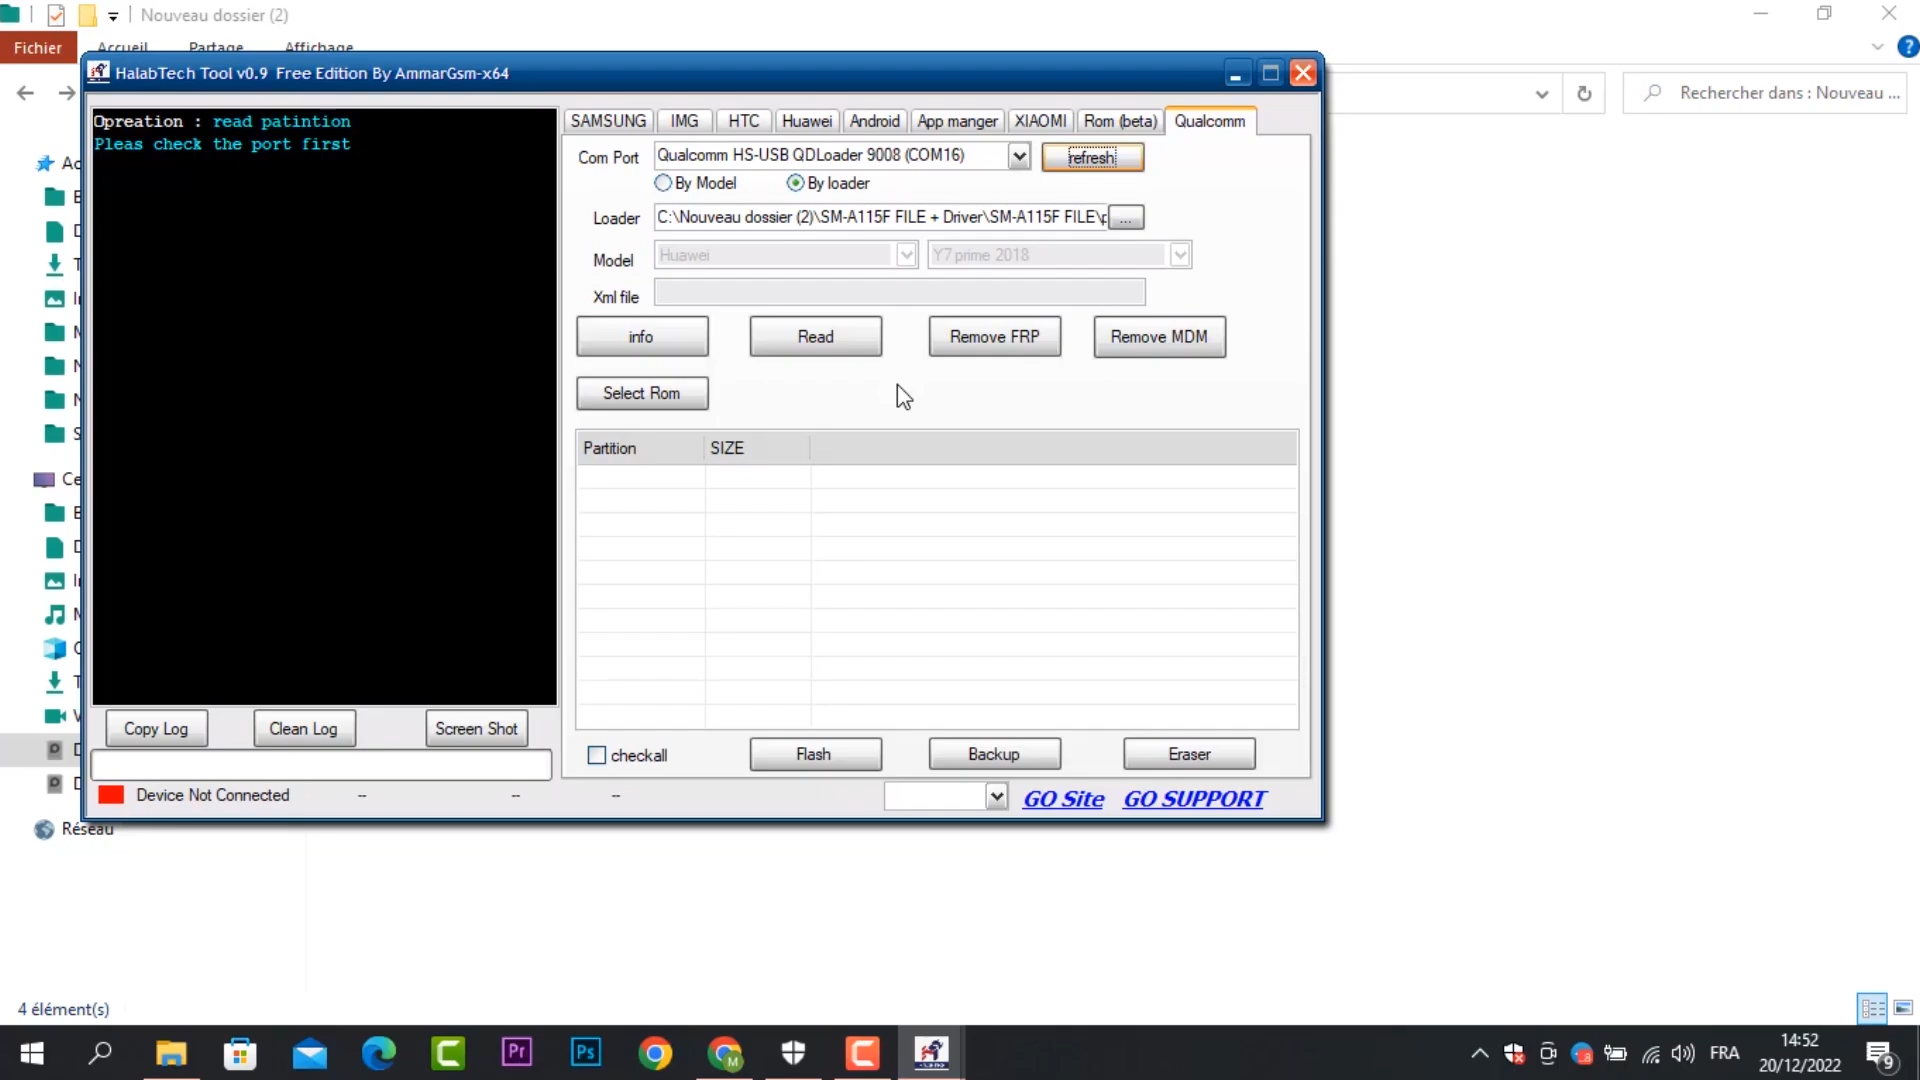 Nouveau dossier (2)
Fichier
Accueil
Partage
Affichage
Rechercher dans : Nouveau ...
HalabTech Tool v0.9 Free Edition By AmmarGsm-x64
Opreation : read patintion
Pleas check the port first
SAMSUNG
IMG
HTC
Huawei
Android
App manger
XIAOMI
Rom (beta)
Qualcomm
Com Port
Qualcomm HS-USB QDLoader 9008 (COM16)
refresh
By Model
By loader
Loader
C:\Nouveau dossier (2)\SM-A115F FILE + Driver\SM-A115F FILE\p
...
Model
Huawei
Y7 prime 2018
Xml file
info
Read
Remove FRP
Remove MDM
Select Rom
Partition
SIZE
Copy Log
Clean Log
Screen Shot
checkall
Flash
Backup
Eraser
Device Not Connected
--
--
--
GO Site
GO SUPPORT
Réseau
4 élément(s)
Pr
Ps
M
FRA
14:52
20/12/2022
9